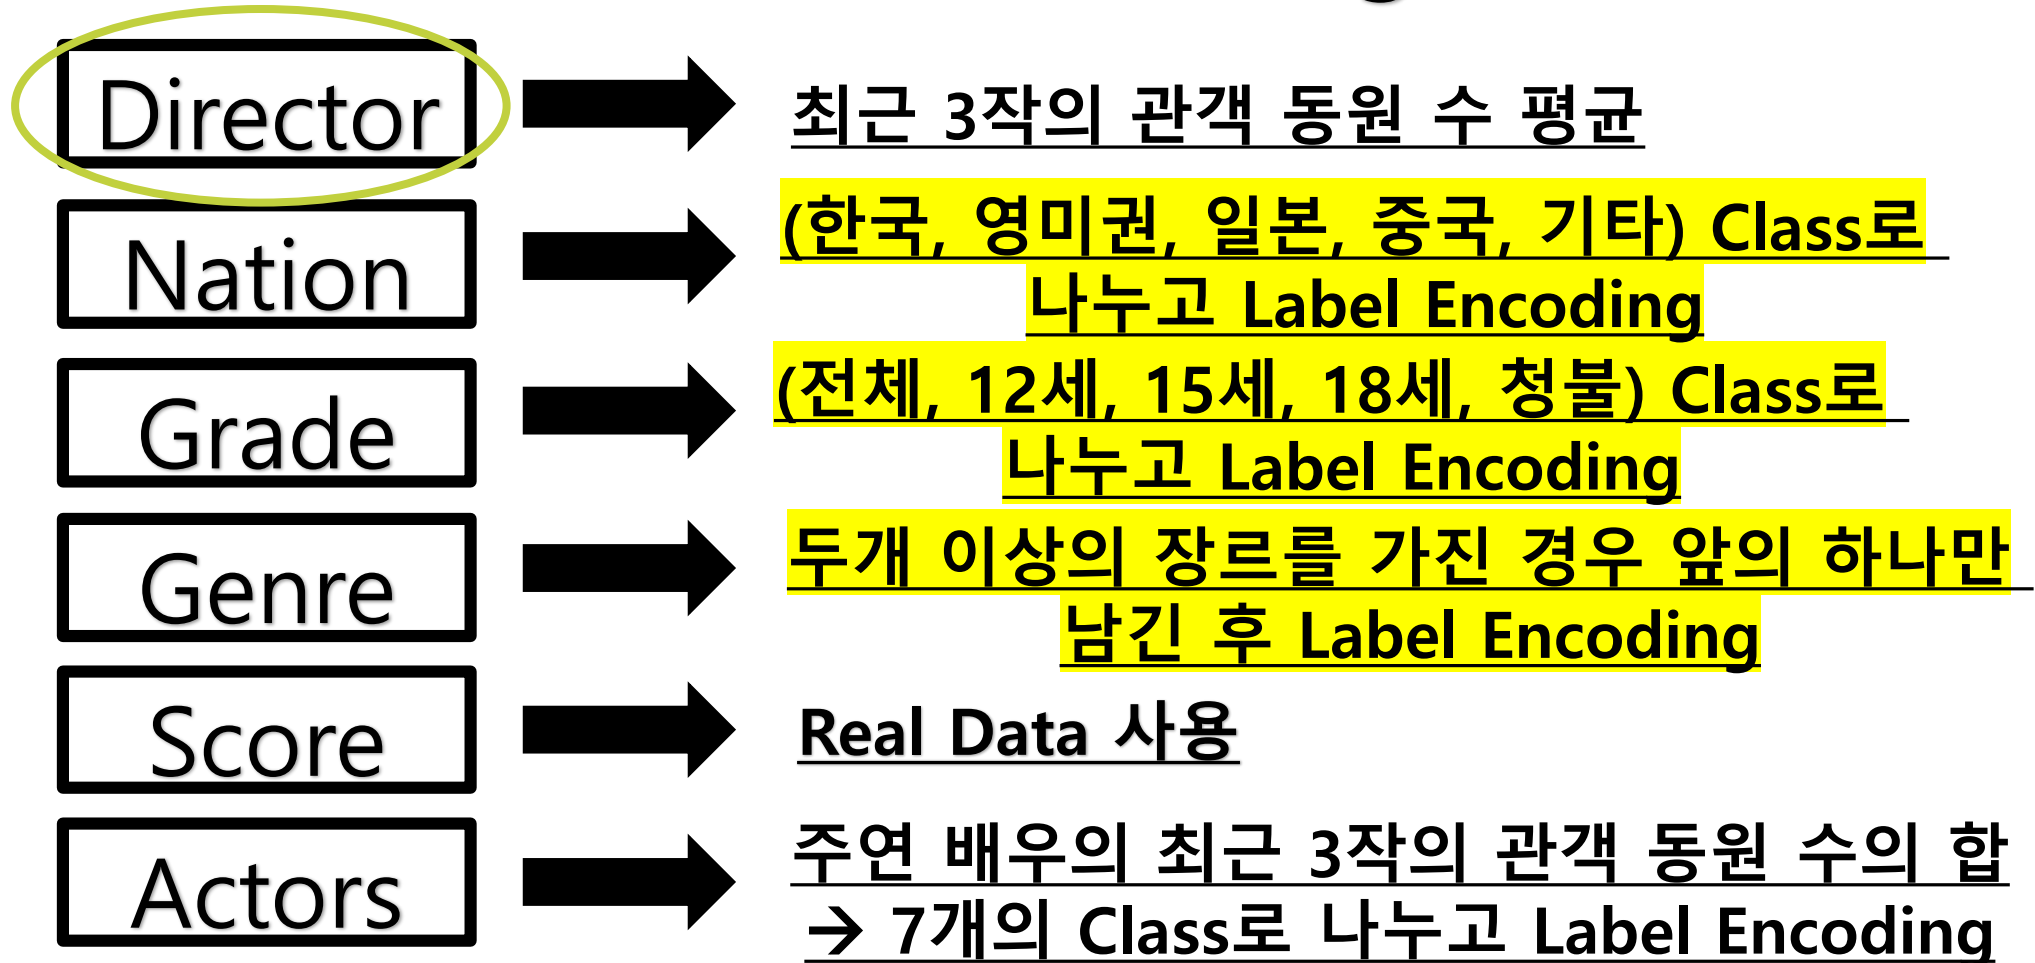 Director
최근 3작의 관객 동원 수 평균
Nation
(한국, 영미권, 일본, 중국, 기타) Class로
나누고 Label Encoding
Grade
(전체, 12세, 15세, 18세, 청불) Class로
나누고 Label Encoding
Genre
두개 이상의 장르를 가진 경우 앞의 하나만
남긴 후 Label Encoding
Score
Real Data 사용
Actors
주연 배우의 최근 3작의 관객 동원 수의 합
→ 7개의 Class로 나누고 Label Encoding